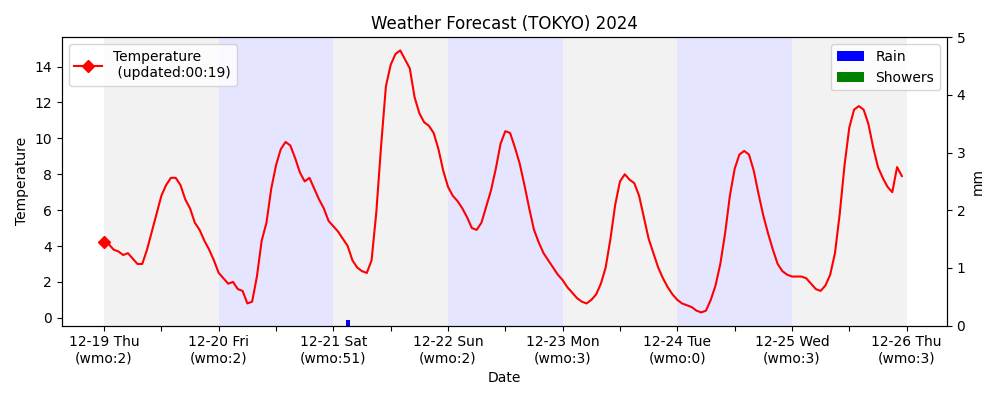 Weather Forecast (TOKYO) 2024
Temperature
(updated:00:19)
Rain
Showers
Temperature
14
12
10
8
6
4
2
0
5
4
3
2
1
0
mm
12-19 Thu 12-20 Fri 12-21 Sat 12-22 Sun 12-23 Mon 12-24 Tue 12-25 Wed 12-26 Thu
(wmo:2) (wmo:2) (wmo:51) (wmo:2) (wmo:3) (wmo:0) (wmo:3) (wmo:3)
Date